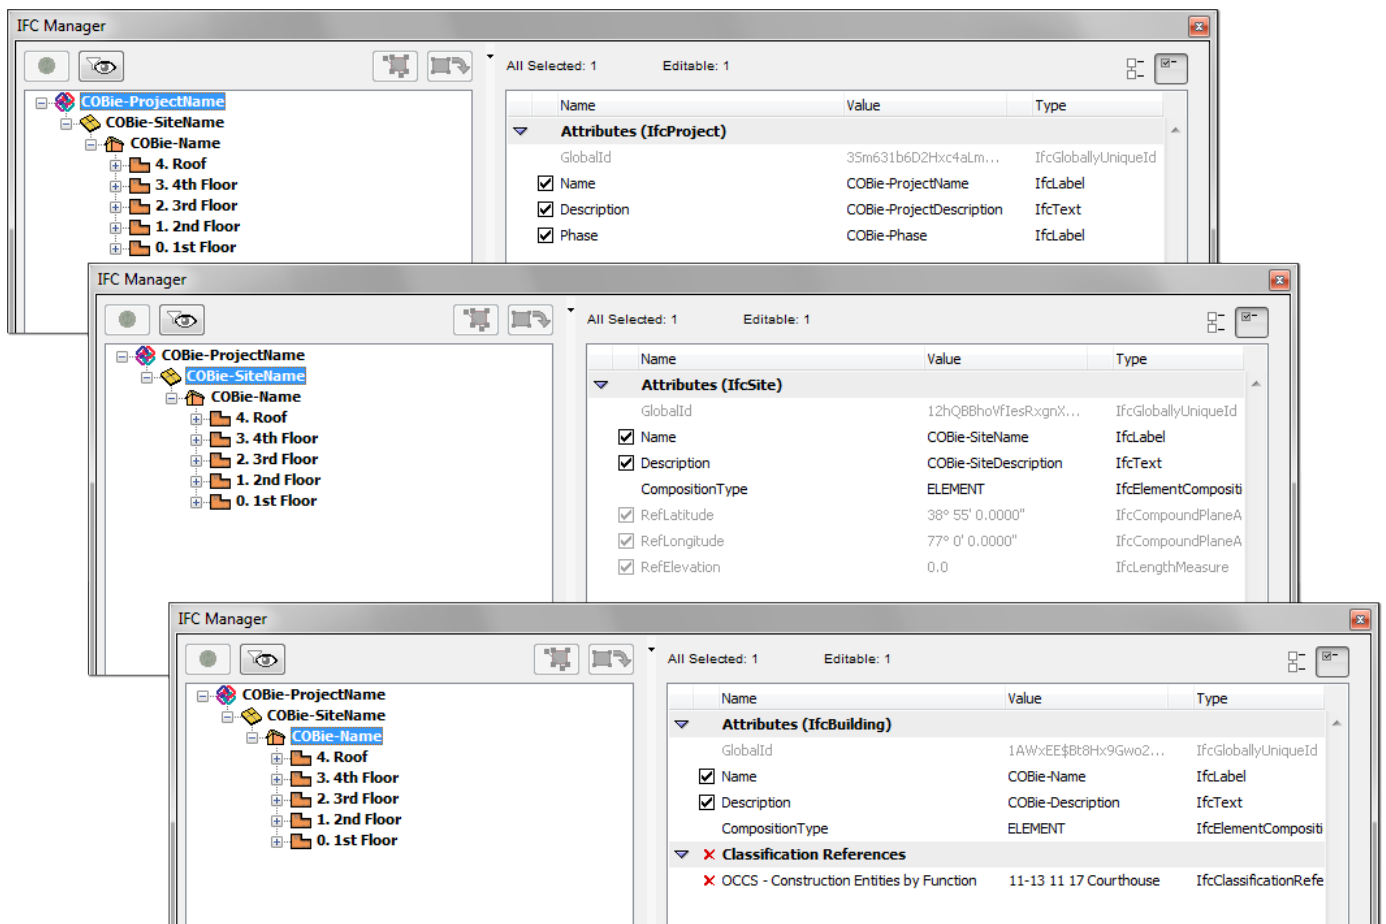 IFC Manager
All Selected: 1 Editable: 1
COBie-ProjectName
COBie-SiteName
COBie-Name
4. Roof
3. 4th Floor
2. 3rd Floor
1. 2nd Floor
0. 1st Floor
Name Value Type
Attributes (IfcProject)
GlobalId 35m631b6D2Hxc4aLm... IfcGloballyUniqueId
Name COBie-ProjectName IfcLabel
Description COBie-ProjectDescription IfcText
Phase COBie-Phase IfcLabel
IFC Manager
All Selected: 1 Editable: 1
COBie-ProjectName
COBie-SiteName
COBie-Name
4. Roof
3. 4th Floor
2. 3rd Floor
1. 2nd Floor
0. 1st Floor
Name Value Type
Attributes (IfcSite)
GlobalId 12hQBBhoVfIesRxgnX... IfcGloballyUniqueId
Name COBie-SiteName IfcLabel
Description COBie-SiteDescription IfcText
CompositionType ELEMENT IfcElementCompositi
RefLatitude 38° 55' 0.0000" IfcCompoundPlaneA
RefLongitude 77° 0' 0.0000" IfcCompoundPlaneA
RefElevation 0.0 IfcLengthMeasure
IFC Manager
All Selected: 1 Editable: 1
COBie-ProjectName
COBie-SiteName
COBie-Name
4. Roof
3. 4th Floor
2. 3rd Floor
1. 2nd Floor
0. 1st Floor
Name Value Type
Attributes (IfcBuilding)
GlobalId 1AWxEE$Bt8Hx9Gwo2... IfcGloballyUniqueId
Name COBie-Name IfcLabel
Description COBie-Description IfcText
CompositionType ELEMENT IfcElementCompositi
Classification References
OCCS - Construction Entities by Function 11-13 11 17 Courthouse IfcClassificationRefe